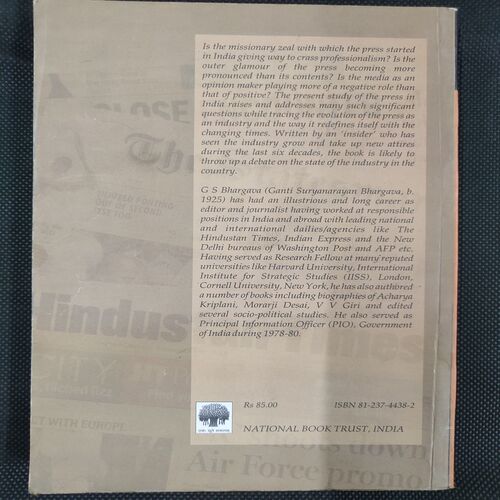 Is the missionary zeal with which the press started
in India giving way to crass professionalism? Is the
outer glamour of the press becoming more
pronounced than its contents? Is the media as an
opinion maker playing more of a negative role than
that of positive? The present study of the press in
India raises and addresses many such significant
questions while tracing the evolution of the press as
an industry and the way it redefines itself with the
changing times. Written by an 'insider' who has
seen the industry grow and take up new attires
during the last six decades, the book is likely to
throw up a debate on the state of the industry in the
country.
G S Bhargava (Ganti Suryanarayan Bhargava, b.
1925) has had an illustrious and long career as
editor and journalist having worked at responsible
positions in India and abroad with leading national
and international dailies/agencies like The
Hindustan Times, Indian Express and the New
Delhi bureaus of Washington Post and AFP etc.
Having served as Research Fellow at many reputed
universities like Harvard University, International
Institute for Strategic Studies (IISS), London,
Cornell University, New York, he has also authored
a number of books including biographies of Acharya
Kriplani, Morarji Desai, V V Giri and edited
several socio-political studies. He also served as
Principal Information Officer (PIO), Government
of India during 1978-80.
Rs 85.00 ISBN 81-237-4438-2
NATIONAL BOOK TRUST, INDIA
CLOSE
The
OUT OF SECOND
Hindus
CT WITH EUROPE
down
Air Force promo